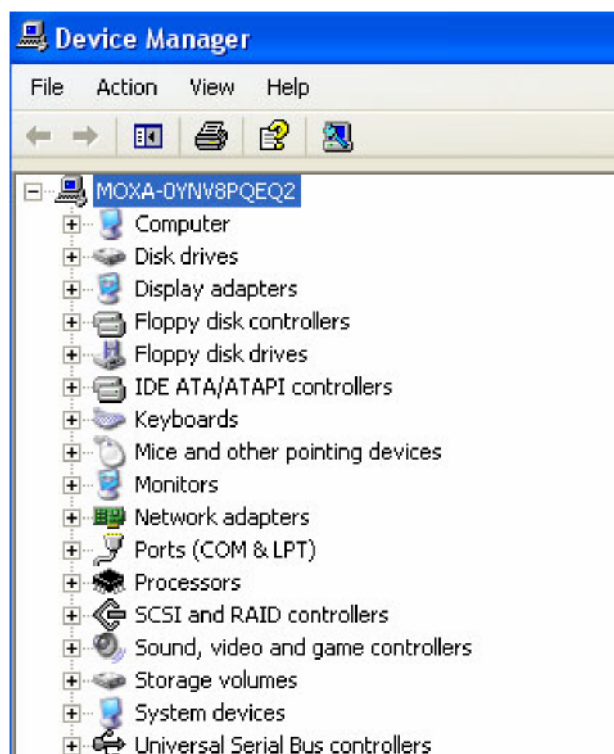 Device Manager
File Action View Help
MOXA-0YNV8PQEQ2
Computer
Disk drives
Display adapters
Floppy disk controllers
Floppy disk drives
IDE ATA/ATAPI controllers
Keyboards
Mice and other pointing devices
Monitors
Network adapters
Ports (COM & LPT)
Processors
SCSI and RAID controllers
Sound, video and game controllers
Storage volumes
System devices
Universal Serial Bus controllers